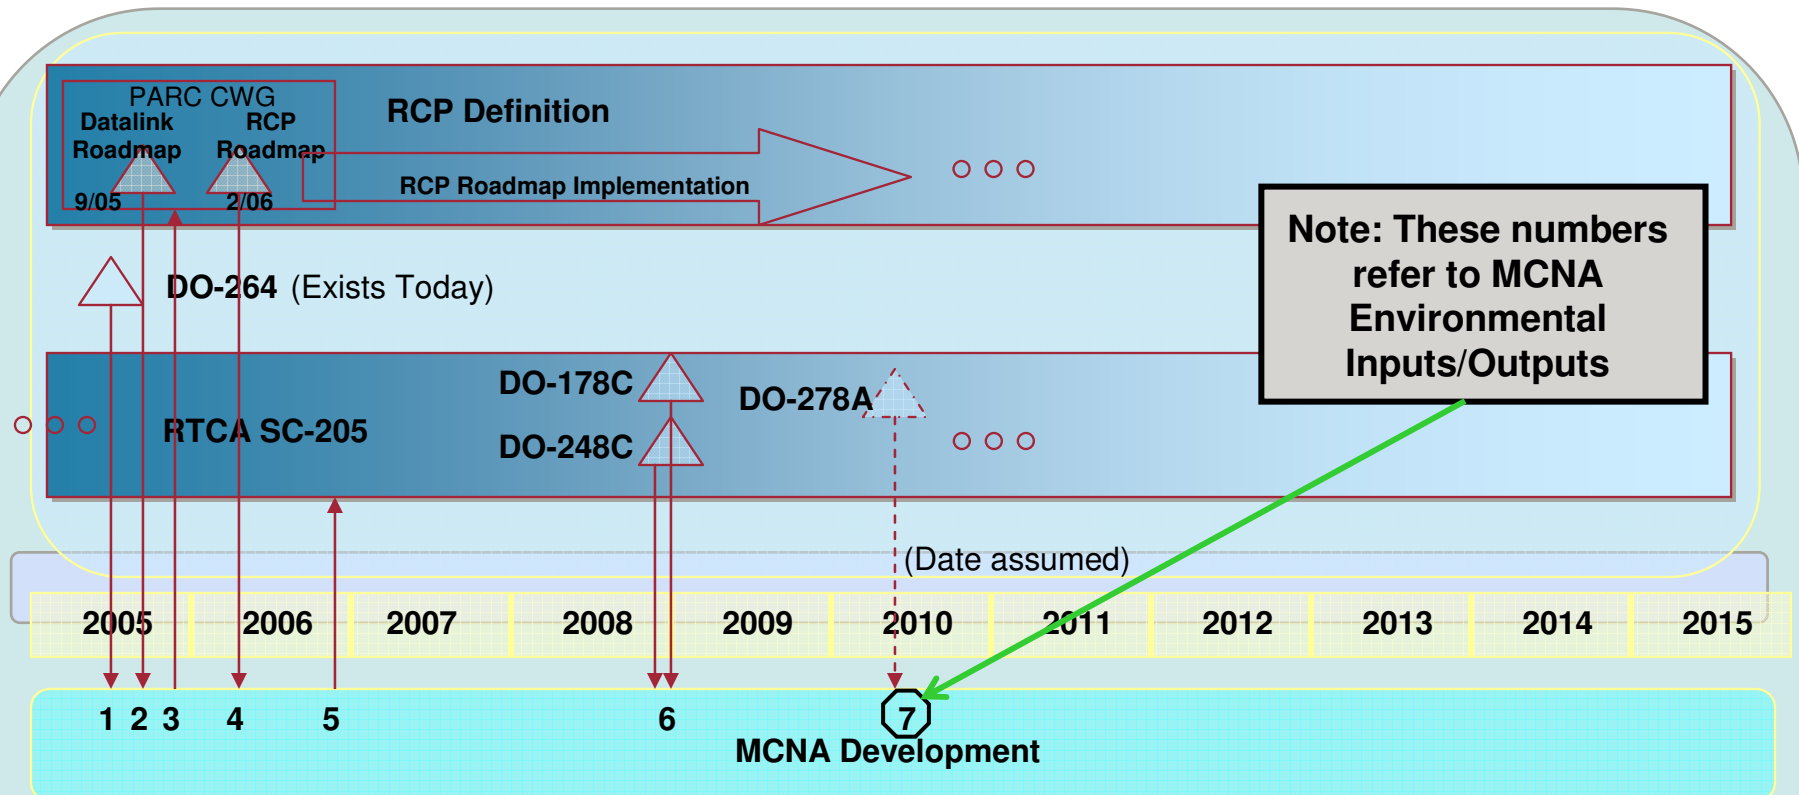 PARC CWG
Datalink
Roadmap
RCP
Roadmap
9/05
2/06
RCP Definition
RCP Roadmap Implementation
Note: These numbers
refer to MCNA
Environmental
Inputs/Outputs
DO-264 (Exists Today)
DO-178C
DO-278A
RTCA SC-205
DO-248C
(Date assumed)
2005 2006 2007 2008 2009 2010 2011 2012 2013 2014 2015
1 2 3 4 5 6 7
MCNA Development